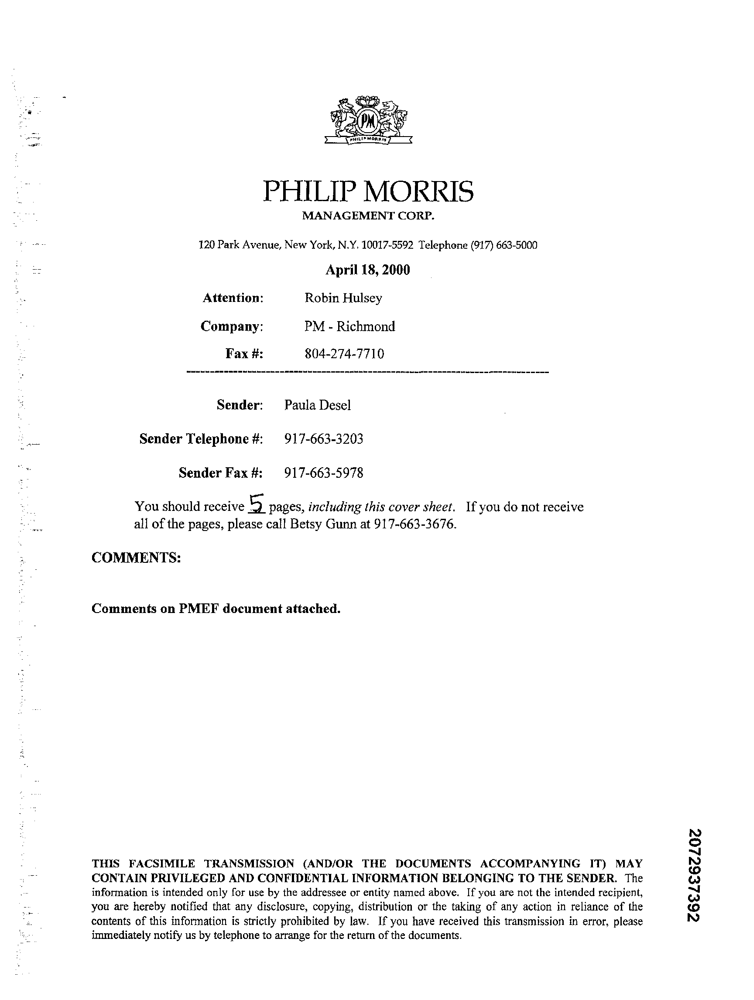 PM
PHILIP MORRIS
PHILIP MORRIS
MANAGEMENT CORP.
120 Park Avenue, New York, N.Y. 10017-5592 Telephone (917) 663-5000
April 18, 2000
Attention: Robin Hulsey
Company: PM - Richmond
Fax #: 804-274-7710
Sender: Paula Desel
Sender Telephone #: 917-663-3203
Sender Fax #: 917-663-5978
You should receive 5 pages, including this cover sheet. If you do not receive
all of the pages, please call Betsy Gunn at 917-663-3676.
COMMENTS:
Comments on PMEF document attached.
THIS FACSIMILE TRANSMISSION (AND/OR THE DOCUMENTS ACCOMPANYING IT) MAY
CONTAIN PRIVILEGED AND CONFIDENTIAL INFORMATION BELONGING TO THE SENDER. The
information is intended only for use by the addressee or entity named above. If you are not the intended recipient,
you are hereby notified that any disclosure, copying, distribution or the taking of any action in reliance of the
contents of this information is strictly prohibited by law. If you have received this transmission in error, please
immediately notify us by telephone to arrange for the return of the documents.
2072937392